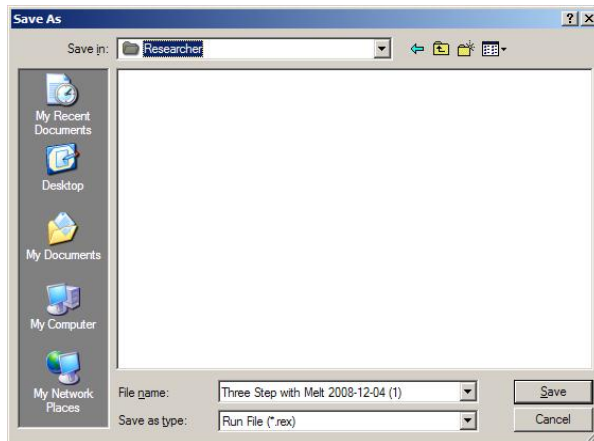 Save As
Save in:
Researcher
My Recent
Documents
Desktop
My Documents
My Computer
My Network
Places
File name:
Three Step with Melt 2008-12-04 (1)
Save
Save as type:
Run File (*.rex)
Cancel